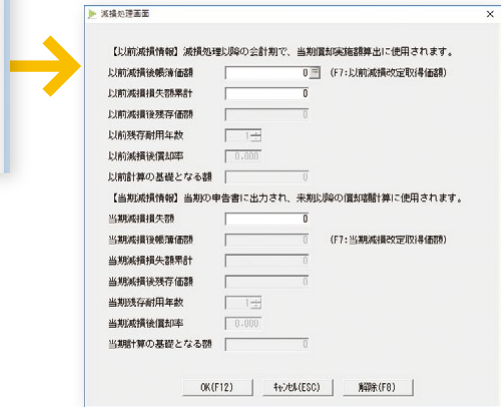 減損処理画面
【以前減損情報】減損処理以降の会計期で、当期償却実施額算出に使用されます。
以前減損後帳簿価額 0 (F7:以前減損改定取得価額)
以前減損損失額累計 0
以前減損後残存価額 0
以前残存耐用年数 1
以前減損後償却率 0.000
以前計算の基礎となる額 0
【当期減損情報】当期の申告書に出力され、来期以降の償却額計算に使用されます。
当期減損損失額 0
当期減損後帳簿価額 0 (F7:当期減損改定取得価額)
当期減損損失額累計 0
当期減損後残存価額 0
当期残存耐用年数 1
当期減損後償却率 0.000
当期計算の基礎となる額 0
OK(F12) キャンセル(ESC) 解除(F8)